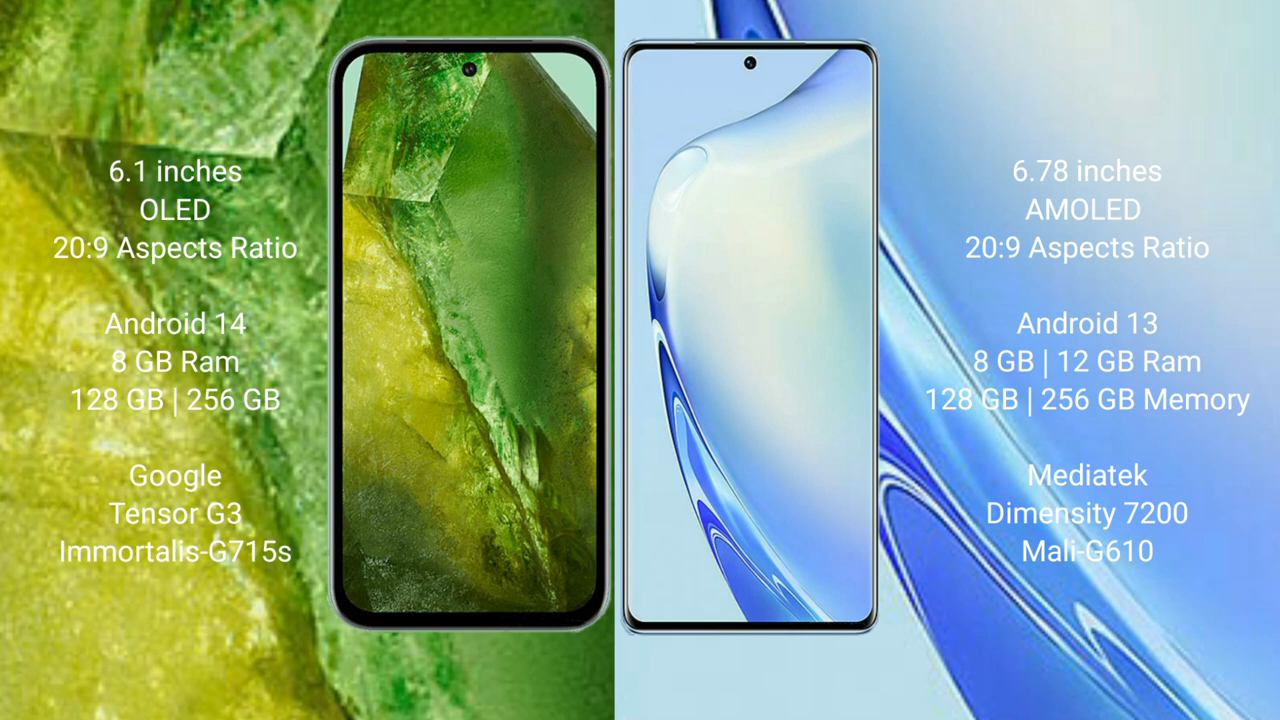 6.1 inches
OLED
20:9 Aspects Ratio
Android 14
8 GB Ram
128 GB | 256 GB
Google
Tensor G3
Immortalis-G715s
6.78 inches
AMOLED
20:9 Aspects Ratio
Android 13
8 GB | 12 GB Ram
128 GB | 256 GB Memory
Mediatek
Dimensity 7200
Mali-G610